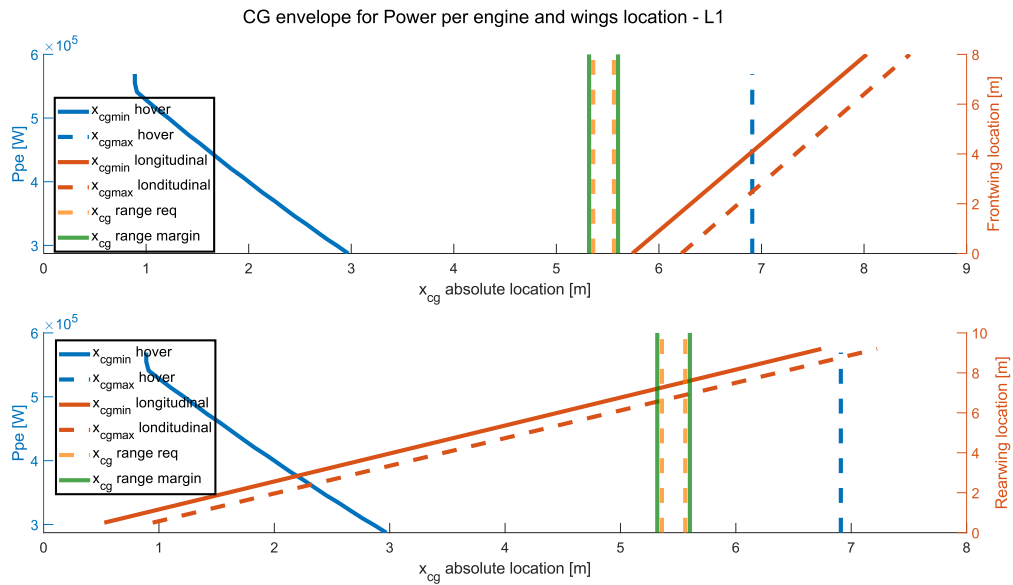 CG envelope for Power per engine and wings location - L1
×10⁵
6
5
4
3
Ppe [W]
x_cgmin hover
x_cgmax hover
x_cgmin longitudinal
x_cgmax londitudinal
x_cg range req
x_cg range margin
8
6
4
2
0
Frontwing location [m]
0 1 2 3 4 5 6 7 8 9
x_cg absolute location [m]
×10⁵
6
5
4
3
Ppe [W]
x_cgmin hover
x_cgmax hover
x_cgmin longitudinal
x_cgmax londitudinal
x_cg range req
x_cg range margin
10
8
6
4
2
0
Rearwing location [m]
0 1 2 3 4 5 6 7 8
x_cg absolute location [m]